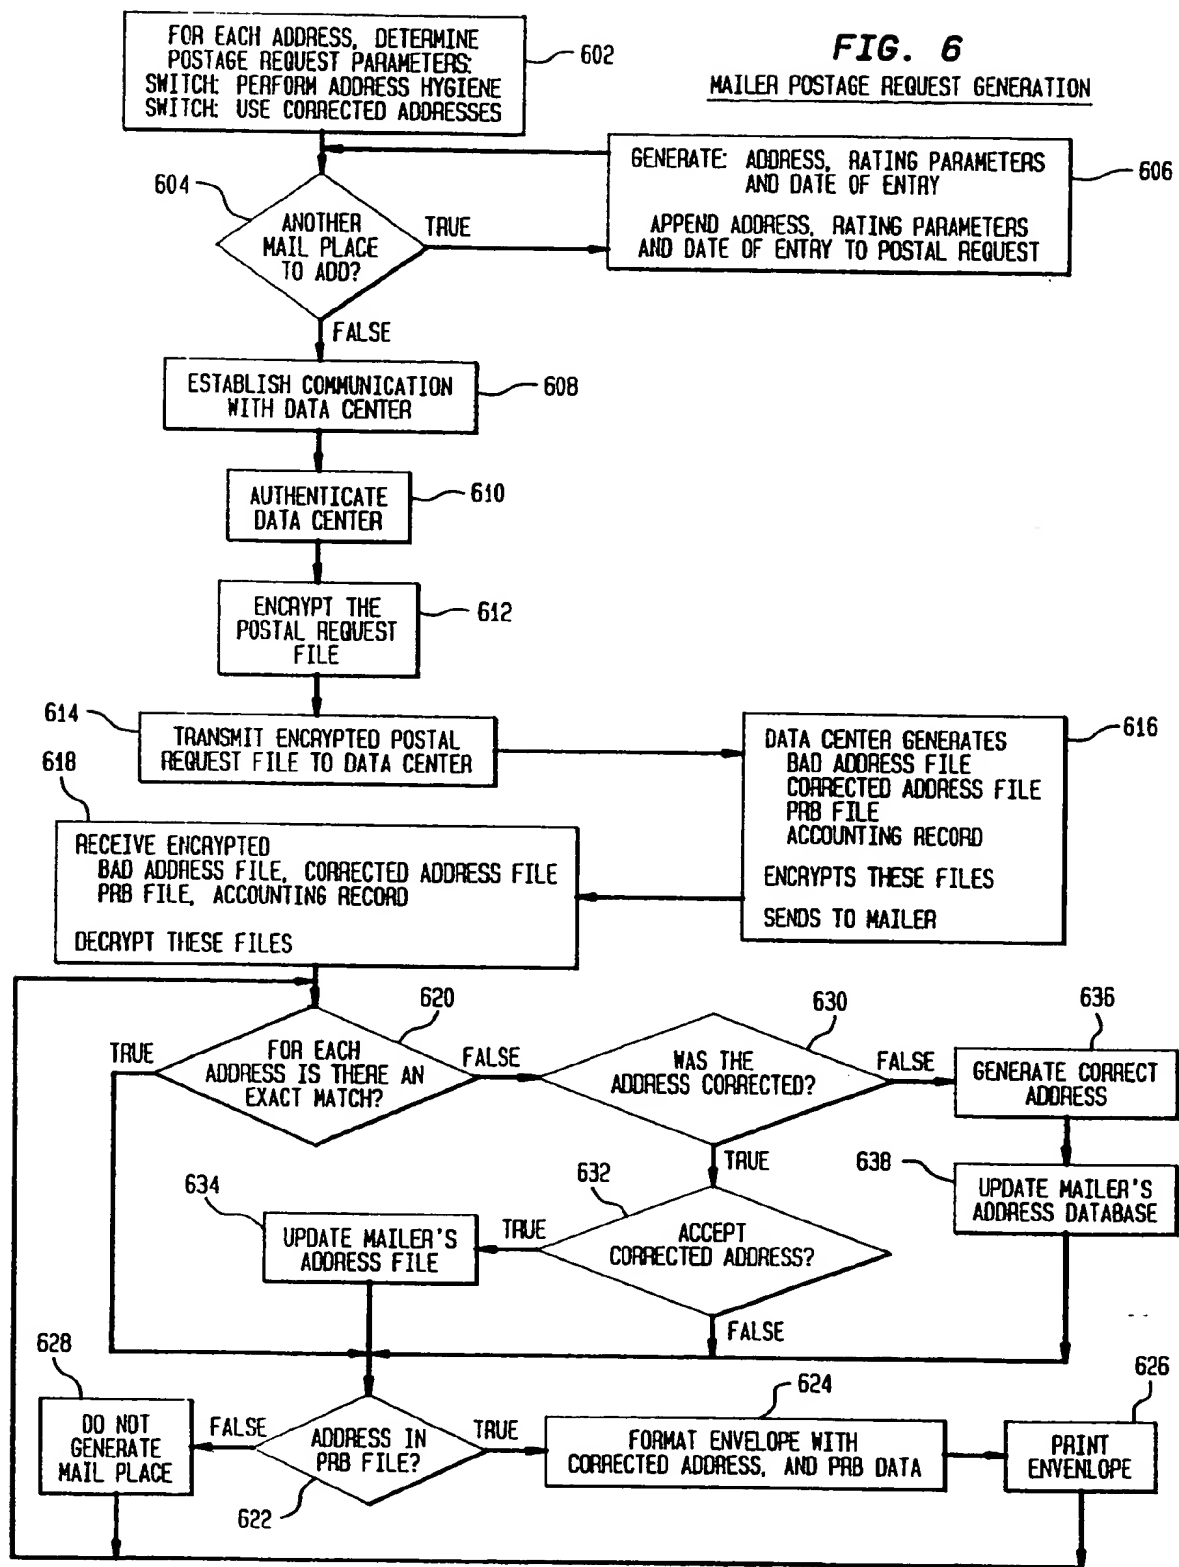 FIG. 6
MAILER POSTAGE REQUEST GENERATION
FOR EACH ADDRESS, DETERMINE
POSTAGE REQUEST PARAMETERS:
SWITCH: PERFORM ADDRESS HYGIENE
SWITCH: USE CORRECTED ADDRESSES
602
604
ANOTHER
MAIL PLACE
TO ADD?
TRUE
FALSE
GENERATE: ADDRESS, RATING PARAMETERS
AND DATE OF ENTRY
APPEND ADDRESS, RATING PARAMETERS
AND DATE OF ENTRY TO POSTAL REQUEST
606
ESTABLISH COMMUNICATION
WITH DATA CENTER
608
AUTHENTICATE
DATA CENTER
610
ENCRYPT THE
POSTAL REQUEST
FILE
612
614
TRANSMIT ENCRYPTED POSTAL
REQUEST FILE TO DATA CENTER
DATA CENTER GENERATES
BAD ADDRESS FILE
CORRECTED ADDRESS FILE
PRB FILE
ACCOUNTING RECORD
ENCRYPTS THESE FILES
SENDS TO MAILER
616
618
RECEIVE ENCRYPTED
BAD ADDRESS FILE, CORRECTED ADDRESS FILE
PRB FILE, ACCOUNTING RECORD
DECRYPT THESE FILES
620
TRUE
FOR EACH
ADDRESS IS THERE AN
EXACT MATCH?
FALSE
630
WAS THE
ADDRESS CORRECTED?
FALSE
TRUE
636
GENERATE CORRECT
ADDRESS
638
UPDATE MAILER'S
ADDRESS DATABASE
632
ACCEPT
CORRECTED ADDRESS?
TRUE
FALSE
634
UPDATE MAILER'S
ADDRESS FILE
628
DO NOT
GENERATE
MAIL PLACE
FALSE
ADDRESS IN
PRB FILE?
622
TRUE
624
FORMAT ENVELOPE WITH
CORRECTED ADDRESS, AND PRB DATA
626
PRINT
ENVENLOPE